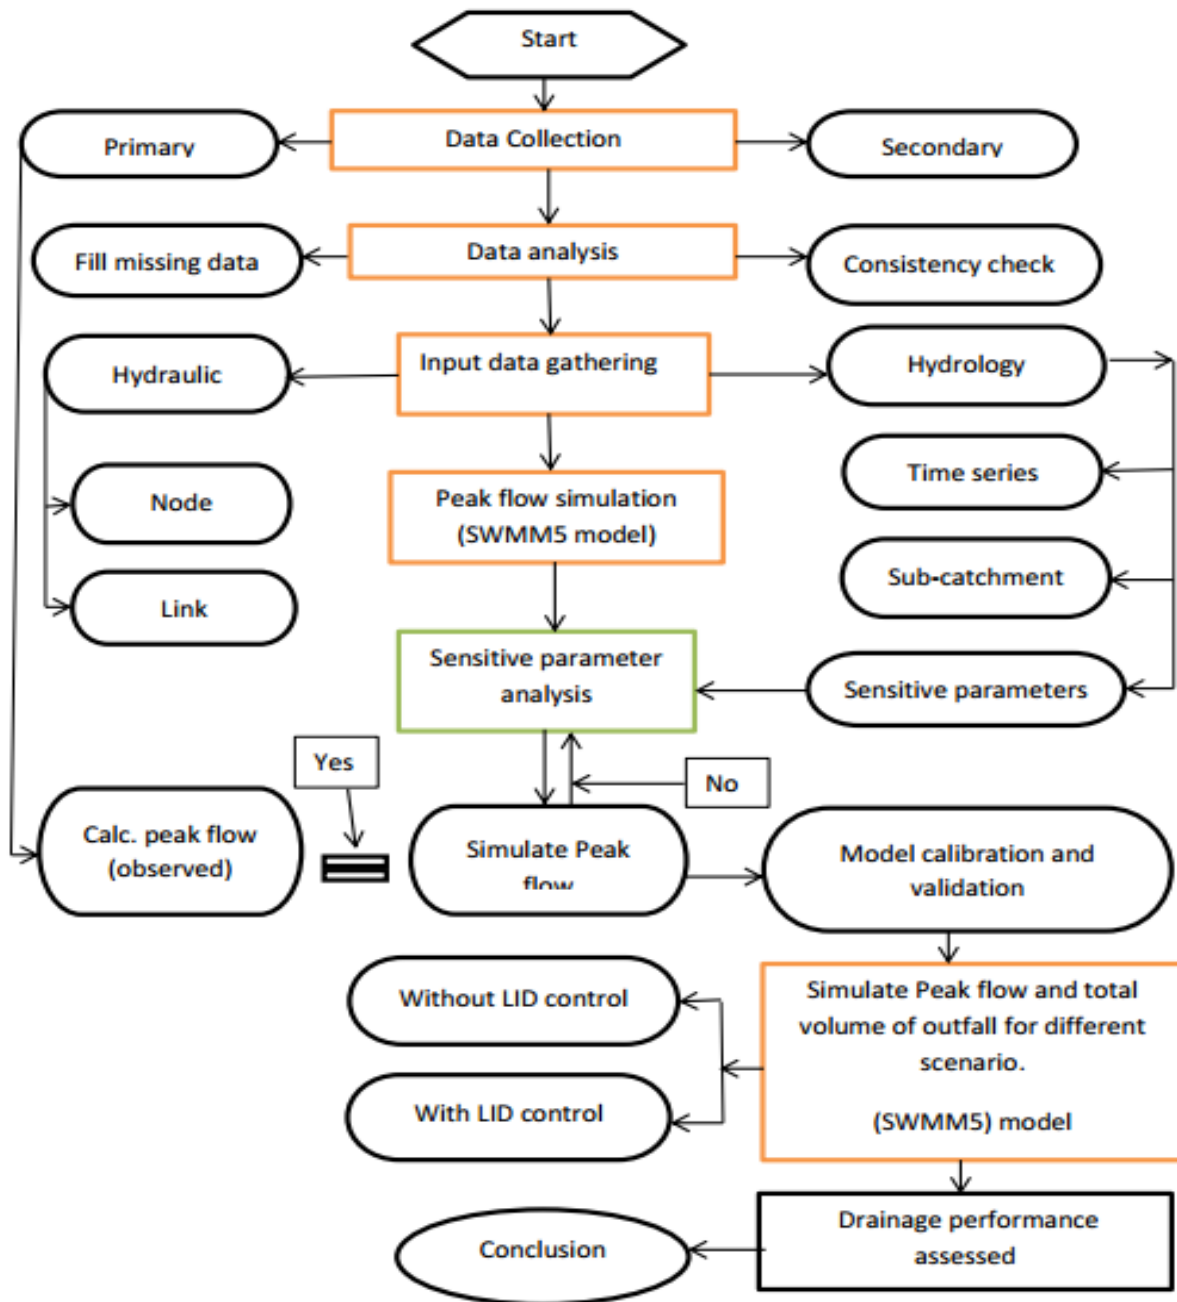 Start
Data Collection
Primary
Secondary
Data analysis
Fill missing data
Consistency check
Input data gathering
Hydraulic
Hydrology
Time series
Node
Peak flow simulation
(SWMM5 model)
Sub-catchment
Link
Sensitive parameter
analysis
Sensitive parameters
Yes
No
Calc. peak flow
(observed)
Simulate Peak
flow
Model calibration and
validation
Without LID control
Simulate Peak flow and total
volume of outfall for different
scenario.
(SWMM5) model
With LID control
Drainage performance
assessed
Conclusion